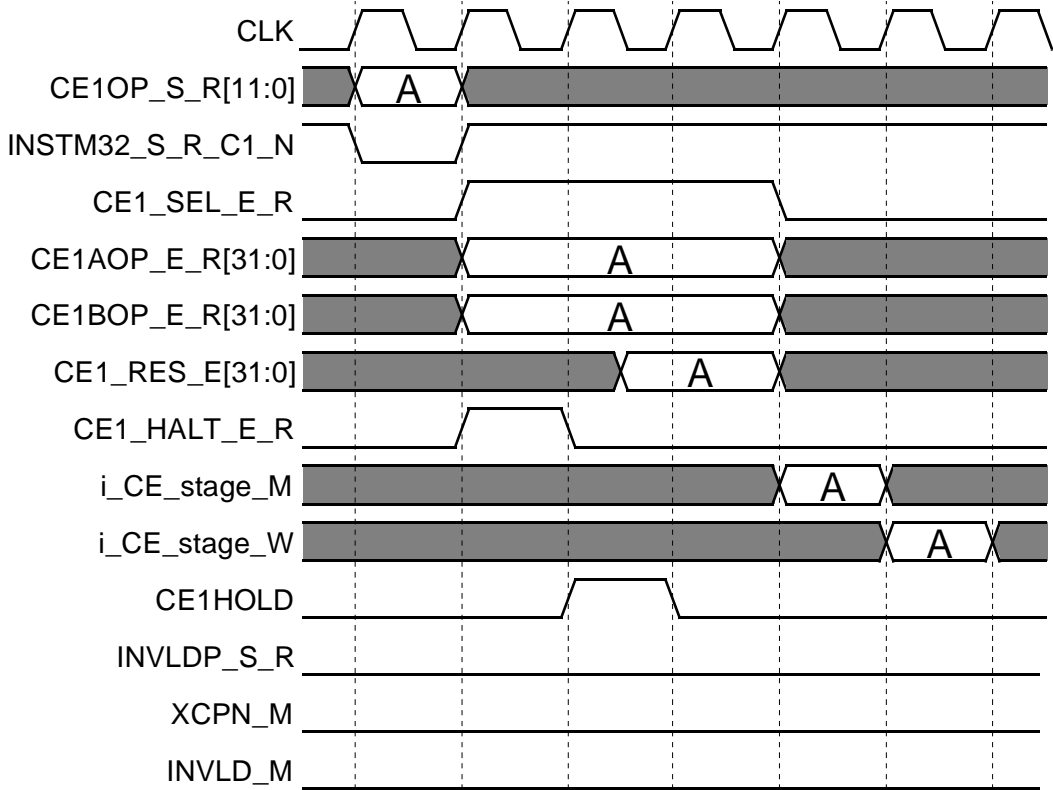 CLK
CE1OP_S_R[11:0] A
INSTM32_S_R_C1_N
CE1_SEL_E_R
CE1AOP_E_R[31:0] A
CE1BOP_E_R[31:0] A
CE1_RES_E[31:0] A
CE1_HALT_E_R
i_CE_stage_M A
i_CE_stage_W A
CE1HOLD
INVLDP_S_R
XCPN_M
INVLD_M